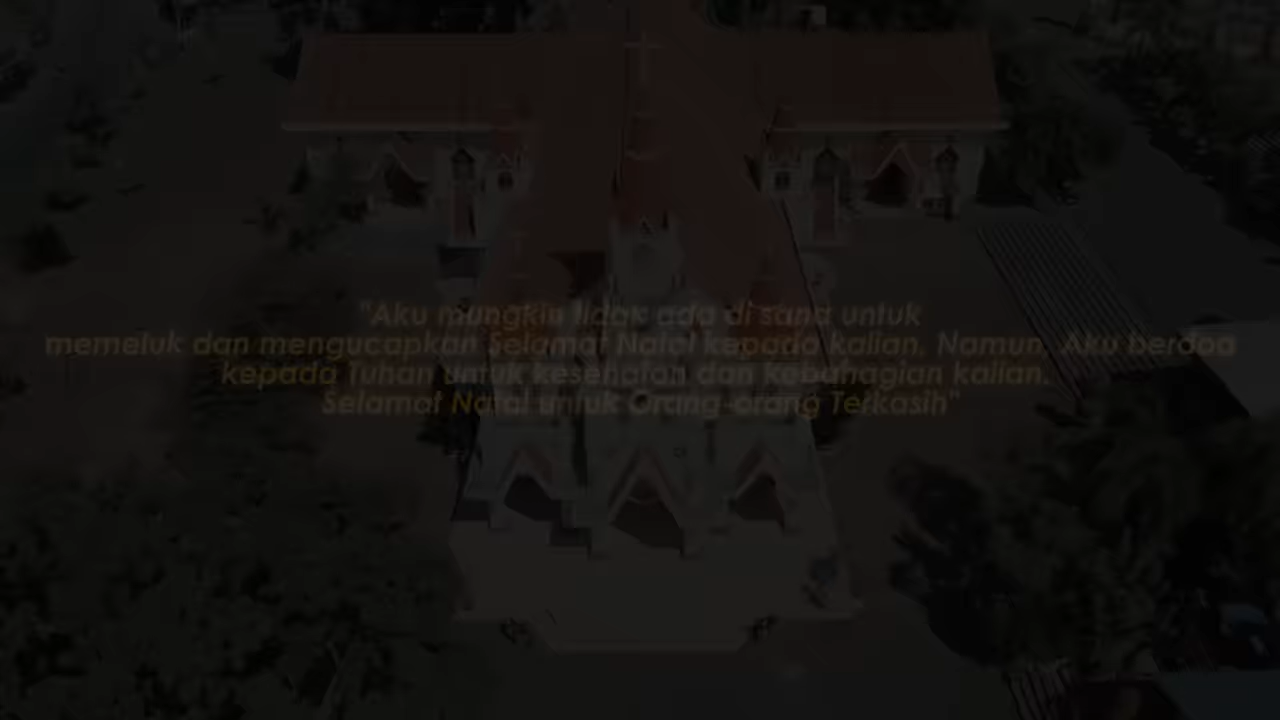 "Aku mungkin tidak ada di sana untuk
memeluk dan mengucapkan Selamat Natal kepada kalian. Namun, Aku berdoa
kepada Tuhan untuk kesehatan dan kebahagian kalian.
Selamat Natal untuk Orang-orang Terkasih"